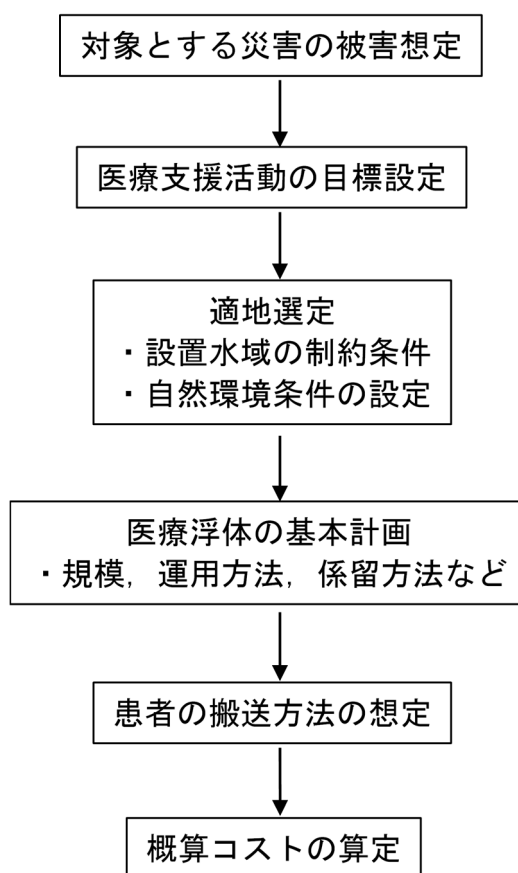 対象とする災害の被害想定
医療支援活動の目標設定
適地選定
・設置水域の制約条件
・自然環境条件の設定
医療浮体の基本計画
・規模，運用方法，係留方法など
患者の搬送方法の想定
概算コストの算定